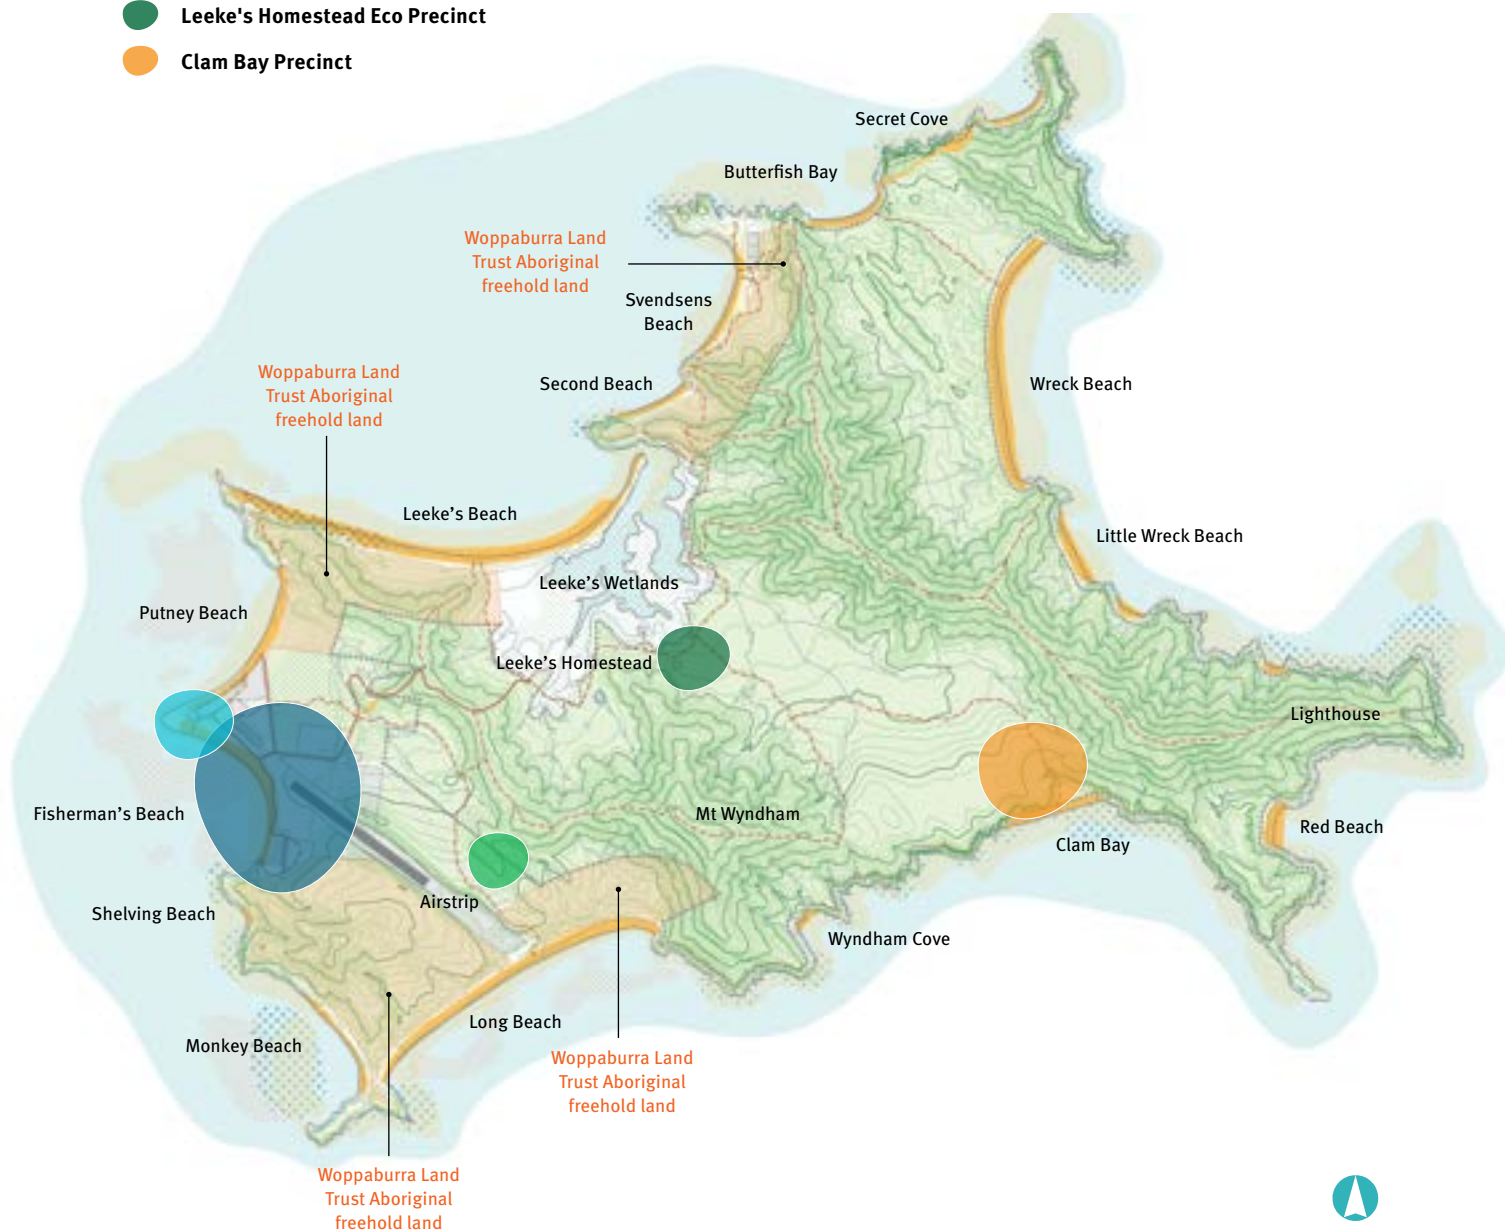 Leeke's Homestead Eco Precinct
Clam Bay Precinct
Secret Cove
Butterfish Bay
Woppaburra Land
Trust Aboriginal
freehold land
Svendsens
Beach
Woppaburra Land
Trust Aboriginal
freehold land
Second Beach
Wreck Beach
Leeke’s Beach
Little Wreck Beach
Leeke’s Wetlands
Putney Beach
Leeke’s Homestead
Lighthouse
Fisherman’s Beach
Mt Wyndham
Red Beach
Clam Bay
Airstrip
Shelving Beach
Wyndham Cove
Long Beach
Monkey Beach
Woppaburra Land
Trust Aboriginal
freehold land
Woppaburra Land
Trust Aboriginal
freehold land